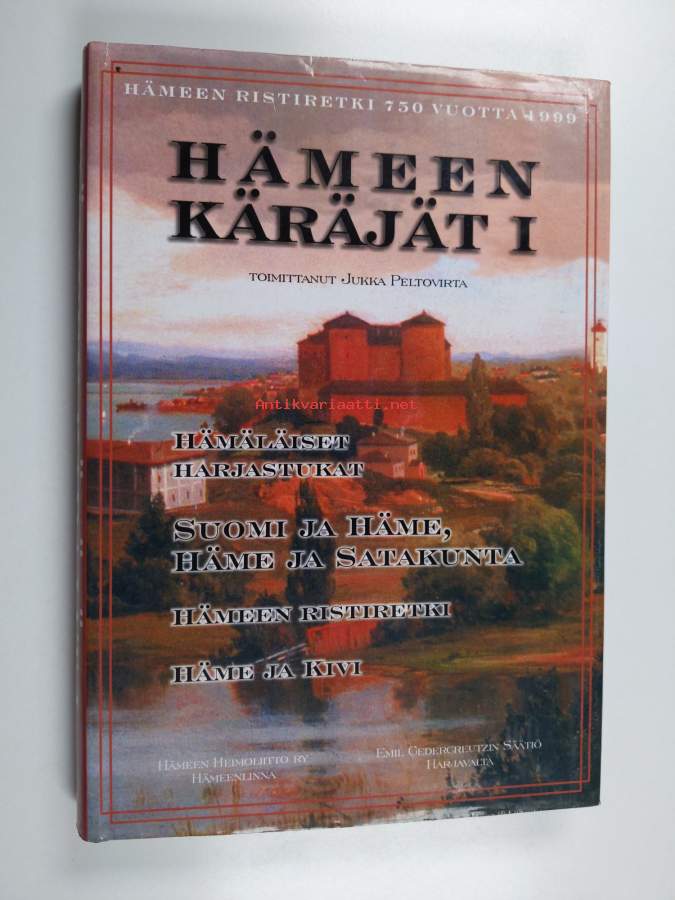 HÄMEEN RISTIRETKI 750 VUOTTA 1999
HÄMEEN
KÄRÄJÄT I
TOIMITTANUT JUKKA PELTOVIRTA
Antikvariaatti.net
HÄMÄLÄISET
HARJASTUKAT
SUOMI JA HÄME,
HÄME JA SATAKUNTA
HÄMEEN RISTIRETKI
HÄME JA KIVI
HÄMEEN HEIMOLIITTO RY
HÄMEENLINNA
EMIL CEDERCREUTZIN SÄÄTIÖ
HARJAVALTA